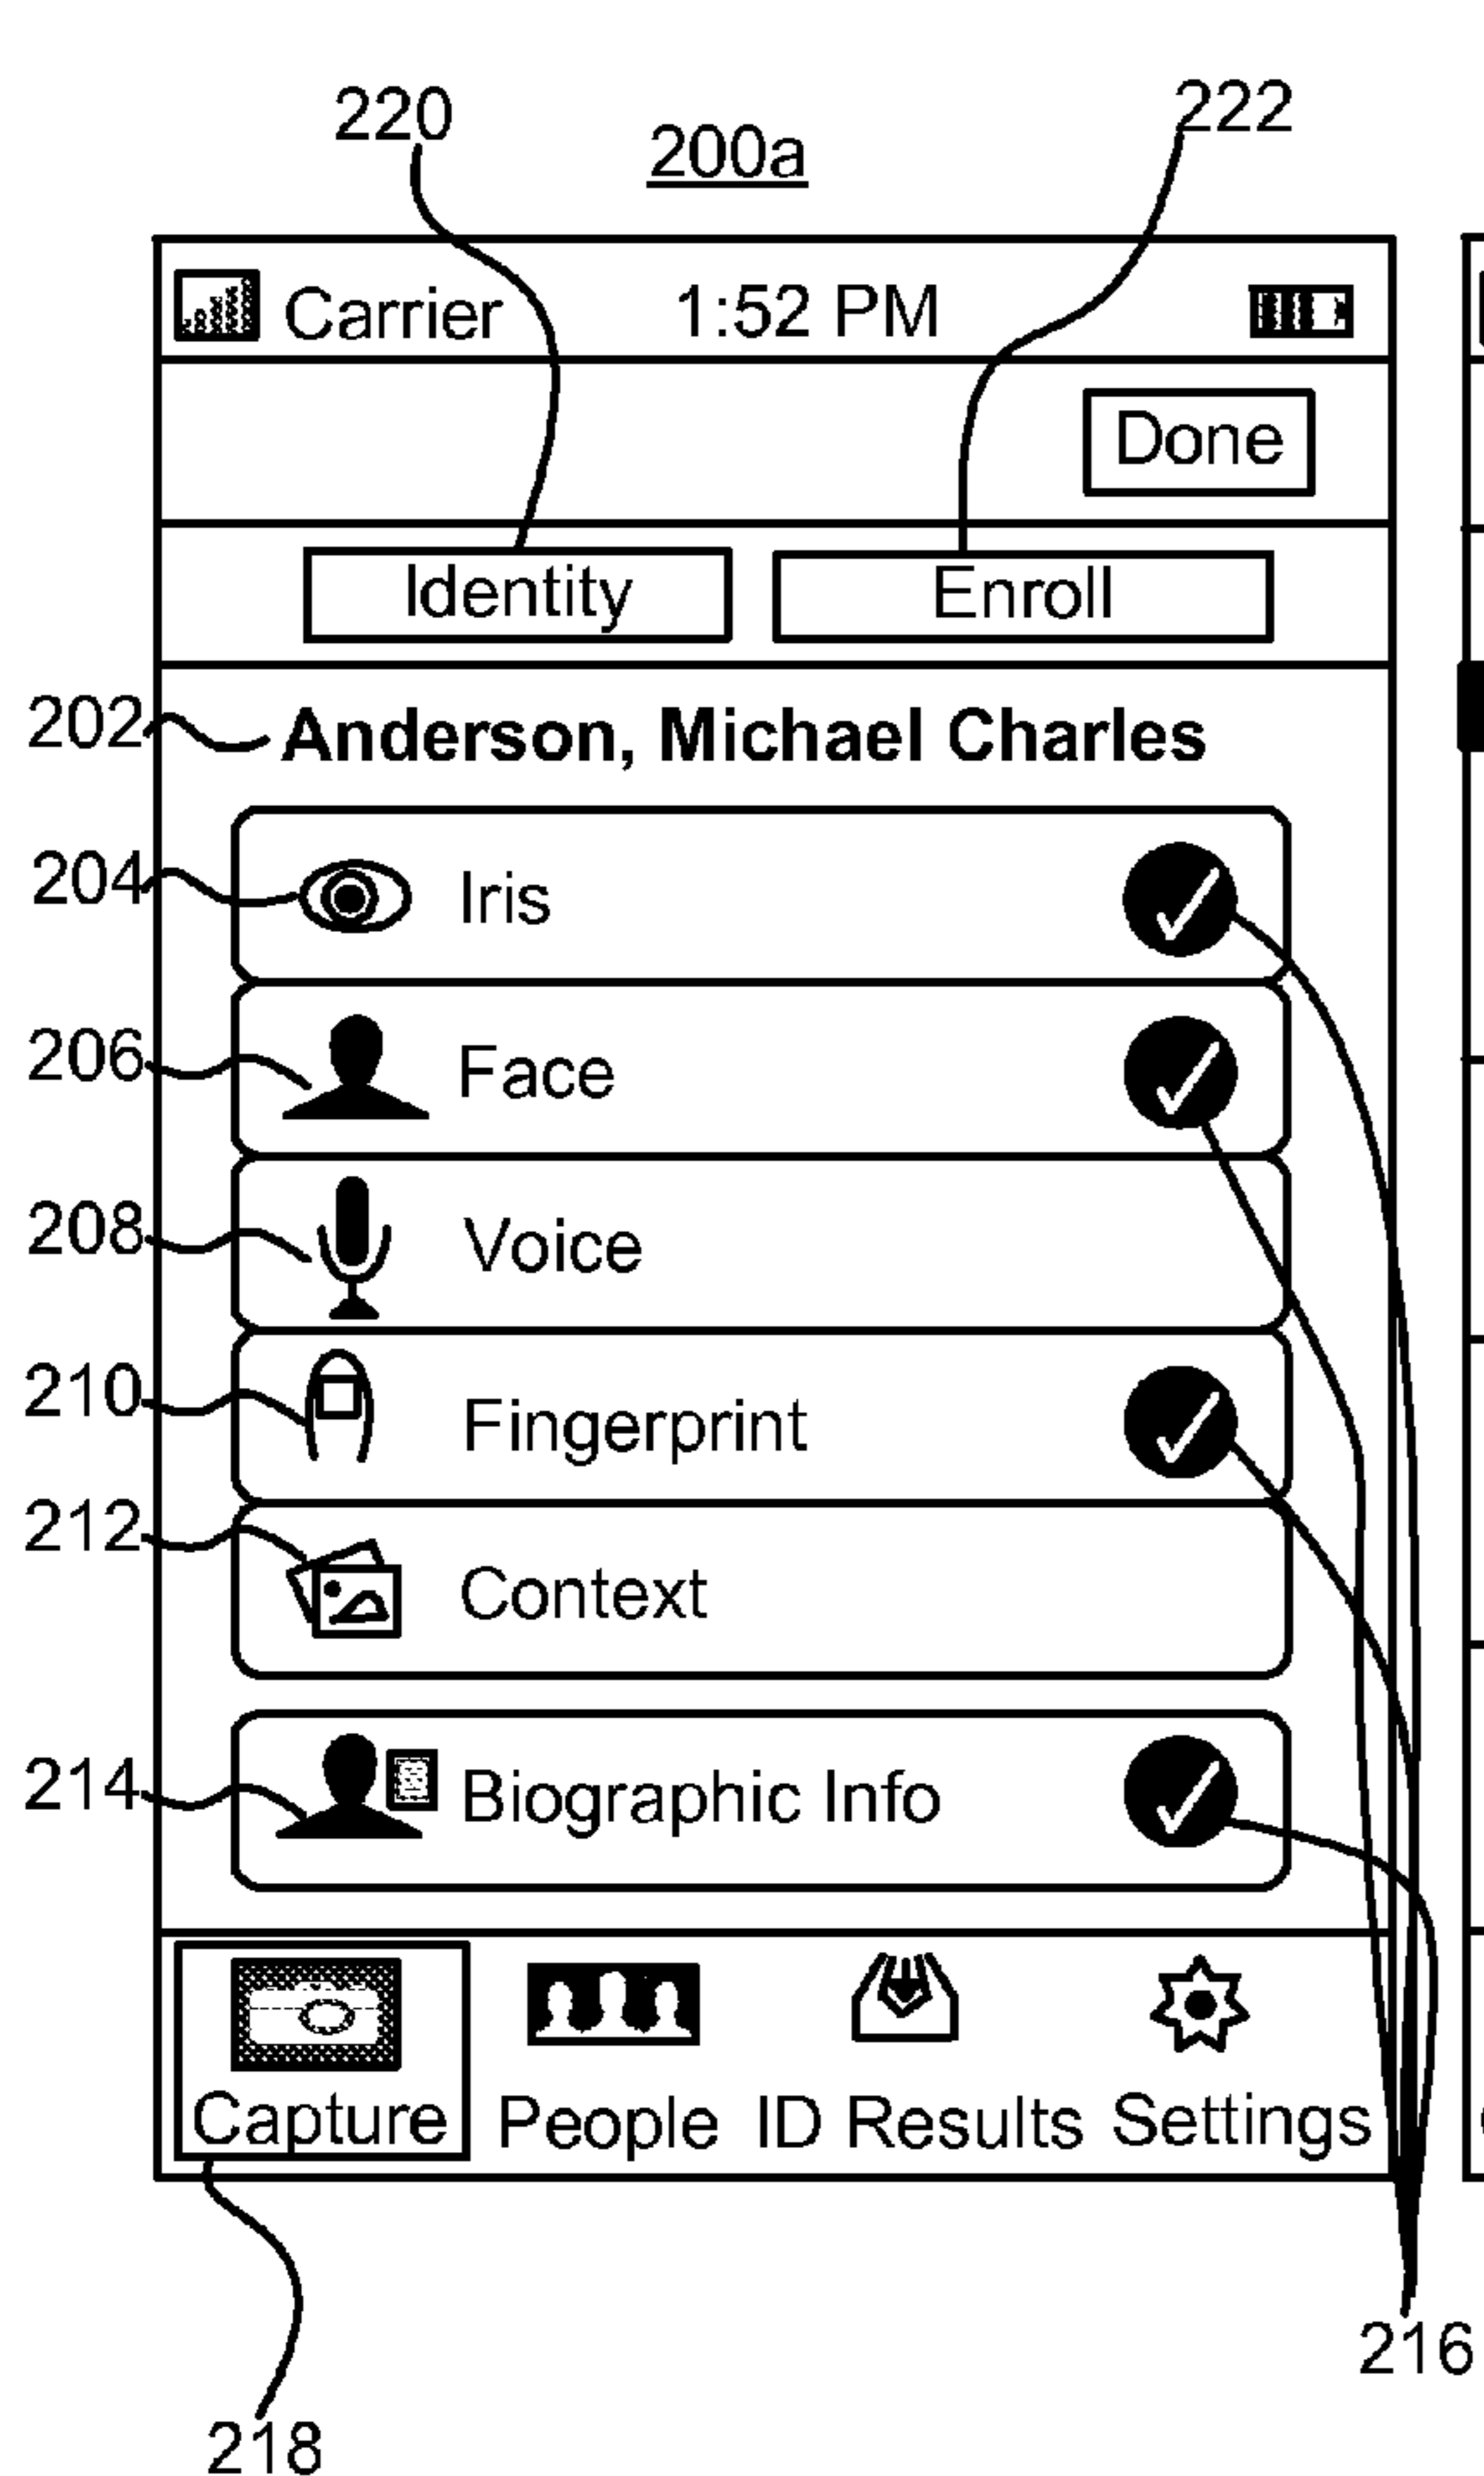 220 200a 222
Carrier 1:52 PM
Done
Identity Enroll
202 Anderson, Michael Charles
204 Iris
206 Face
208 Voice
210 Fingerprint
212 Context
214 Biographic Info
Capture People ID Results Settings
216
218